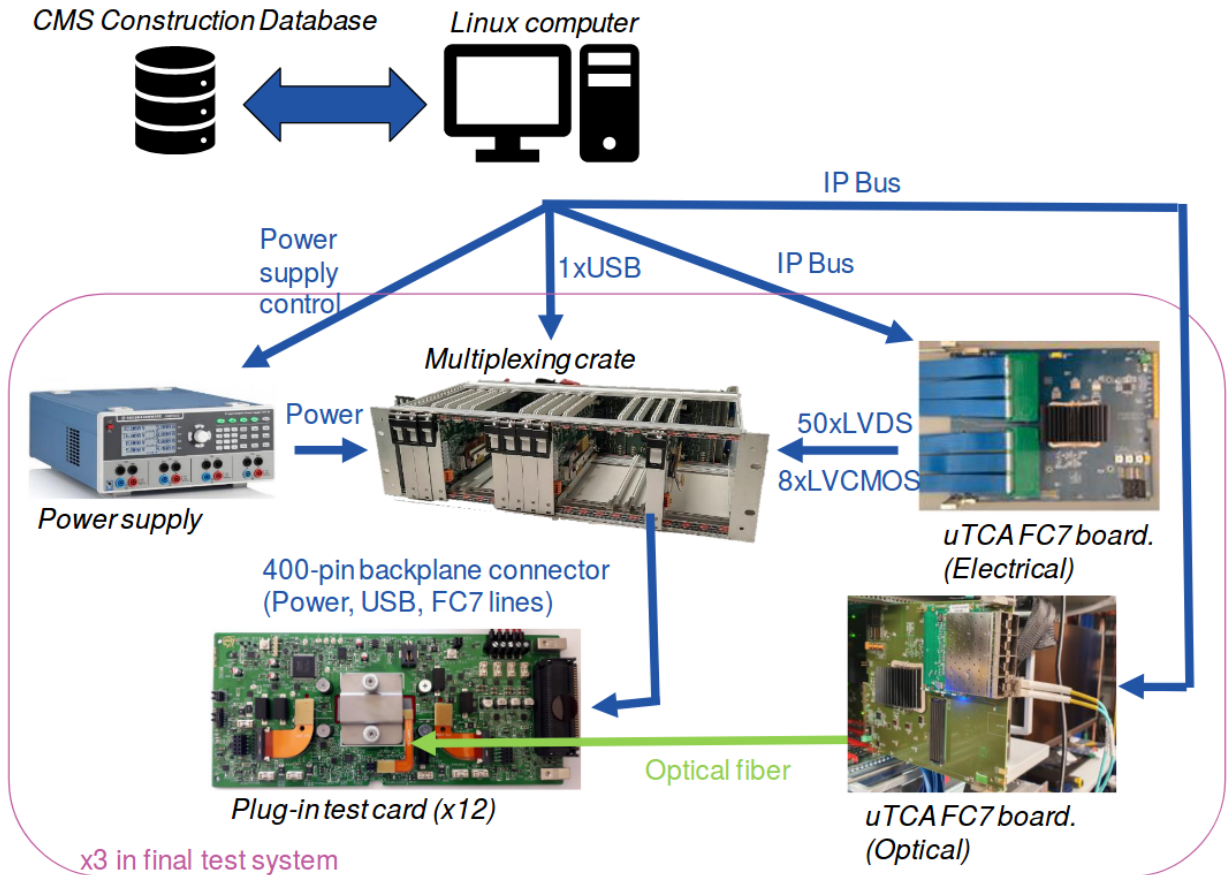 CMS Construction Database
Linux computer
IP Bus
Power
supply
control
1xUSB
IP Bus
Multiplexing crate
Power
50xLVDS
8xLVCMOS
Power supply
uTCA FC7 board.
(Electrical)
400-pin backplane connector
(Power, USB, FC7 lines)
Optical fiber
Plug-in test card (x12)
uTCA FC7 board.
(Optical)
x3 in final test system